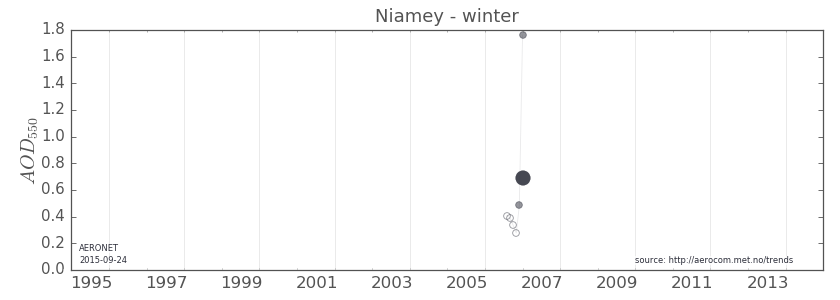 Niamey - winter
1.8
1.6
1.4
1.2
1.0
0.8
0.6
0.4
0.2
0.0
AOD550
AERONET
2015-09-24
source: http://aerocom.met.no/trends
1995 1997 1999 2001 2003 2005 2007 2009 2011 2013